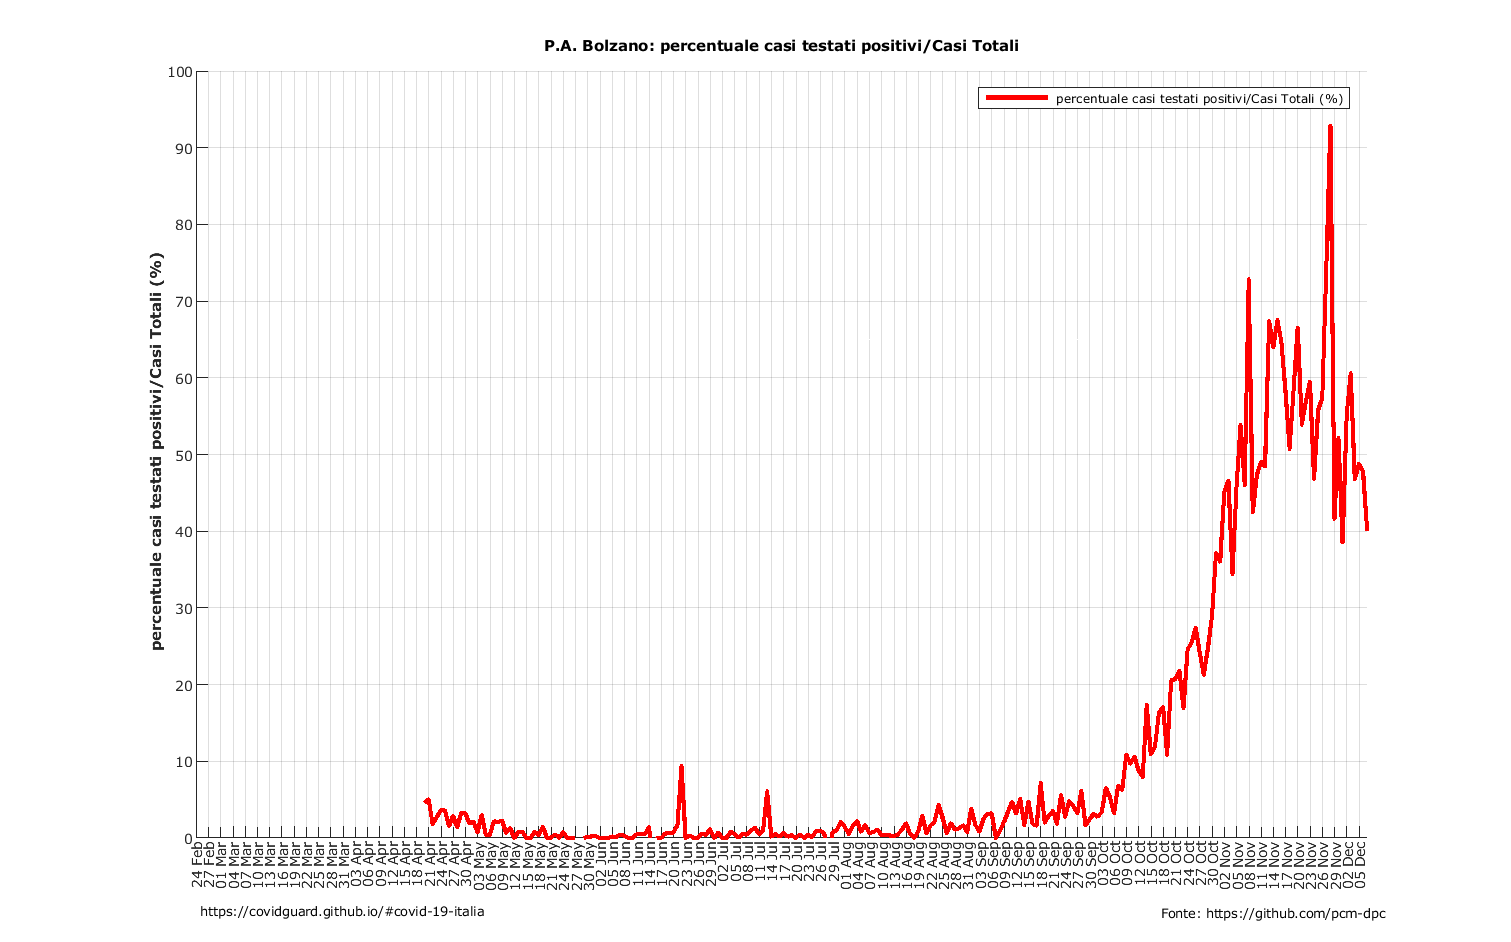 P.A. Bolzano: percentuale casi testati positivi/Casi Totali
percentuale casi testati positivi/Casi Totali (%)
percentuale casi testati positivi/Casi Totali (%)
100
90
80
70
60
50
40
30
20
10
0
24 Feb
27 Feb
01 Mar
04 Mar
07 Mar
10 Mar
13 Mar
16 Mar
19 Mar
22 Mar
25 Mar
28 Mar
31 Mar
03 Apr
06 Apr
09 Apr
12 Apr
15 Apr
18 Apr
21 Apr
24 Apr
27 Apr
30 Apr
03 May
06 May
09 May
12 May
15 May
18 May
21 May
24 May
27 May
30 May
02 Jun
05 Jun
08 Jun
11 Jun
14 Jun
17 Jun
20 Jun
23 Jun
26 Jun
29 Jun
02 Jul
05 Jul
08 Jul
11 Jul
14 Jul
17 Jul
20 Jul
23 Jul
26 Jul
29 Jul
01 Aug
04 Aug
07 Aug
10 Aug
13 Aug
16 Aug
19 Aug
22 Aug
25 Aug
28 Aug
31 Aug
03 Sep
06 Sep
09 Sep
12 Sep
15 Sep
18 Sep
21 Sep
24 Sep
27 Sep
30 Sep
03 Oct
06 Oct
09 Oct
12 Oct
15 Oct
18 Oct
21 Oct
24 Oct
27 Oct
30 Oct
02 Nov
05 Nov
08 Nov
11 Nov
14 Nov
17 Nov
20 Nov
23 Nov
26 Nov
29 Nov
02 Dec
05 Dec
https://covidguard.github.io/#covid-19-italia
Fonte: https://github.com/pcm-dpc